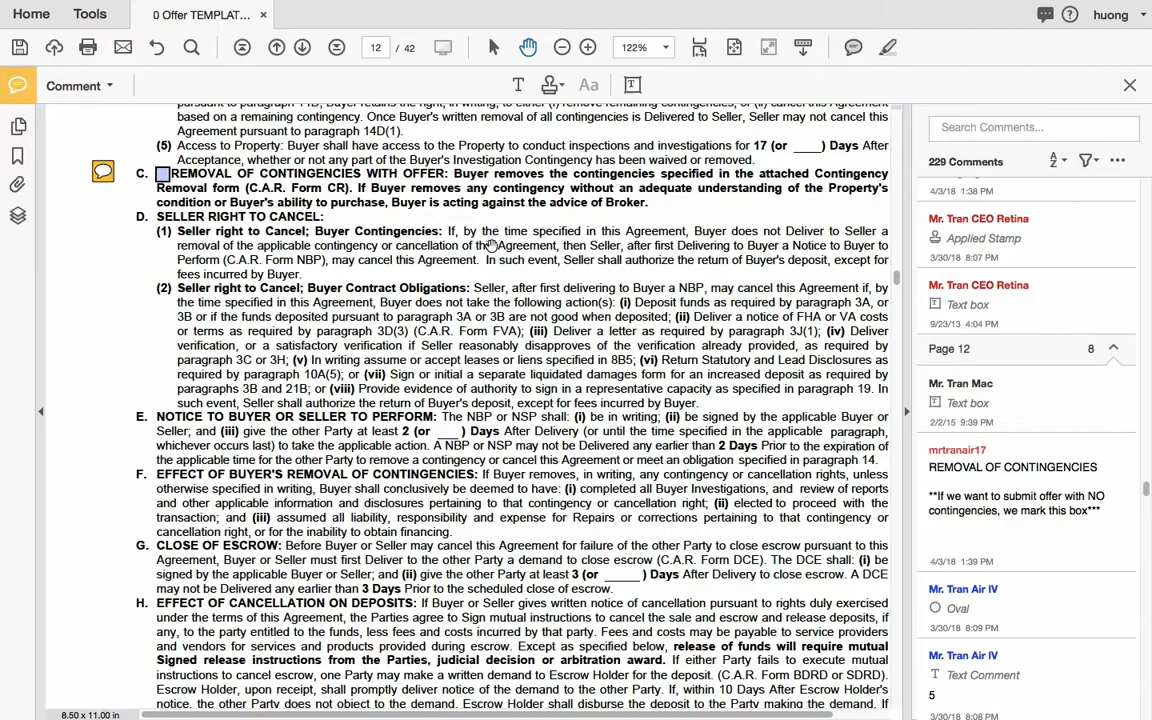 Home Tools 0 Offer TEMPLAT... × huong
12 / 42 122%
Comment T Aa T
pursuant to paragraph 14D(1), Buyer retains the right, in writing, to either (i) remove remaining contingencies, or (ii) cancel this Agreement
based on a remaining contingency. Once Buyer's written removal of all contingencies is Delivered to Seller, Seller may not cancel this
Agreement pursuant to paragraph 14D(1).
(5) Access to Property: Buyer shall have access to the Property to conduct inspections and investigations for 17 (or ____) Days After
Acceptance, whether or not any part of the Buyer's Investigation Contingency has been waived or removed.
C. REMOVAL OF CONTINGENCIES WITH OFFER: Buyer removes the contingencies specified in the attached Contingency
Removal form (C.A.R. Form CR). If Buyer removes any contingency without an adequate understanding of the Property's
condition or Buyer's ability to purchase, Buyer is acting against the advice of Broker.
D. SELLER RIGHT TO CANCEL:
(1) Seller right to Cancel; Buyer Contingencies: If, by the time specified in this Agreement, Buyer does not Deliver to Seller a
removal of the applicable contingency or cancellation of the Agreement, then Seller, after first Delivering to Buyer a Notice to Buyer to
Perform (C.A.R. Form NBP), may cancel this Agreement. In such event, Seller shall authorize the return of Buyer's deposit, except for
fees incurred by Buyer.
(2) Seller right to Cancel; Buyer Contract Obligations: Seller, after first delivering to Buyer a NBP, may cancel this Agreement if, by
the time specified in this Agreement, Buyer does not take the following action(s): (i) Deposit funds as required by paragraph 3A, or
3B or if the funds deposited pursuant to paragraph 3A or 3B are not good when deposited; (ii) Deliver a notice of FHA or VA costs
or terms as required by paragraph 3D(3) (C.A.R. Form FVA); (iii) Deliver a letter as required by paragraph 3J(1); (iv) Deliver
verification, or a satisfactory verification if Seller reasonably disapproves of the verification already provided, as required by
paragraph 3C or 3H; (v) In writing assume or accept leases or liens specified in 8B5; (vi) Return Statutory and Lead Disclosures as
required by paragraph 10A(5); or (vii) Sign or initial a separate liquidated damages form for an increased deposit as required by
paragraphs 3B and 21B; or (viii) Provide evidence of authority to sign in a representative capacity as specified in paragraph 19. In
such event, Seller shall authorize the return of Buyer's deposit, except for fees incurred by Buyer.
E. NOTICE TO BUYER OR SELLER TO PERFORM: The NBP or NSP shall: (i) be in writing; (ii) be signed by the applicable Buyer or
Seller; and (iii) give the other Party at least 2 (or ____ ) Days After Delivery (or until the time specified in the applicable paragraph,
whichever occurs last) to take the applicable action. A NBP or NSP may not be Delivered any earlier than 2 Days Prior to the expiration of
the applicable time for the other Party to remove a contingency or cancel this Agreement or meet an obligation specified in paragraph 14.
F. EFFECT OF BUYER'S REMOVAL OF CONTINGENCIES: If Buyer removes, in writing, any contingency or cancellation rights, unless
otherwise specified in writing, Buyer shall conclusively be deemed to have: (i) completed all Buyer Investigations, and review of reports
and other applicable information and disclosures pertaining to that contingency or cancellation right; (ii) elected to proceed with the
transaction; and (iii) assumed all liability, responsibility and expense for Repairs or corrections pertaining to that contingency or
cancellation right, or for the inability to obtain financing.
G. CLOSE OF ESCROW: Before Buyer or Seller may cancel this Agreement for failure of the other Party to close escrow pursuant to this
Agreement, Buyer or Seller must first Deliver to the other Party a demand to close escrow (C.A.R. Form DCE). The DCE shall: (i) be
signed by the applicable Buyer or Seller; and (ii) give the other Party at least 3 (or ______ ) Days After Delivery to close escrow. A DCE
may not be Delivered any earlier than 3 Days Prior to the scheduled close of escrow.
H. EFFECT OF CANCELLATION ON DEPOSITS: If Buyer or Seller gives written notice of cancellation pursuant to rights duly exercised
under the terms of this Agreement, the Parties agree to Sign mutual instructions to cancel the sale and escrow and release deposits, if
any, to the party entitled to the funds, less fees and costs incurred by that party. Fees and costs may be payable to service providers
and vendors for services and products provided during escrow. Except as specified below, release of funds will require mutual
Signed release instructions from the Parties, judicial decision or arbitration award. If either Party fails to execute mutual
instructions to cancel escrow, one Party may make a written demand to Escrow Holder for the deposit. (C.A.R. Form BDRD or SDRD).
Escrow Holder, upon receipt, shall promptly deliver notice of the demand to the other Party. If, within 10 Days After Escrow Holder's
notice, the other Party does not object to the demand, Escrow Holder shall disburse the deposit to the Party making the demand. If
8.50 x 11.00 in
Search Comments...
229 Comments
4/3/18 1:38 PM
Mr. Tran CEO Retina
Applied Stamp
3/30/18 8:07 PM
Mr. Tran CEO Retina
Text box
9/23/13 4:04 PM
Page 12 8
Mr. Tran Mac
Text box
2/2/15 9:39 PM
mrtranair17
REMOVAL OF CONTINGENCIES
**If we want to submit offer with NO
contingencies, we mark this box***
4/3/18 1:39 PM
Mr. Tran Air IV
Oval
3/30/18 8:09 PM
Mr. Tran Air IV
T Text Comment
5
3/30/18 8:08 PM